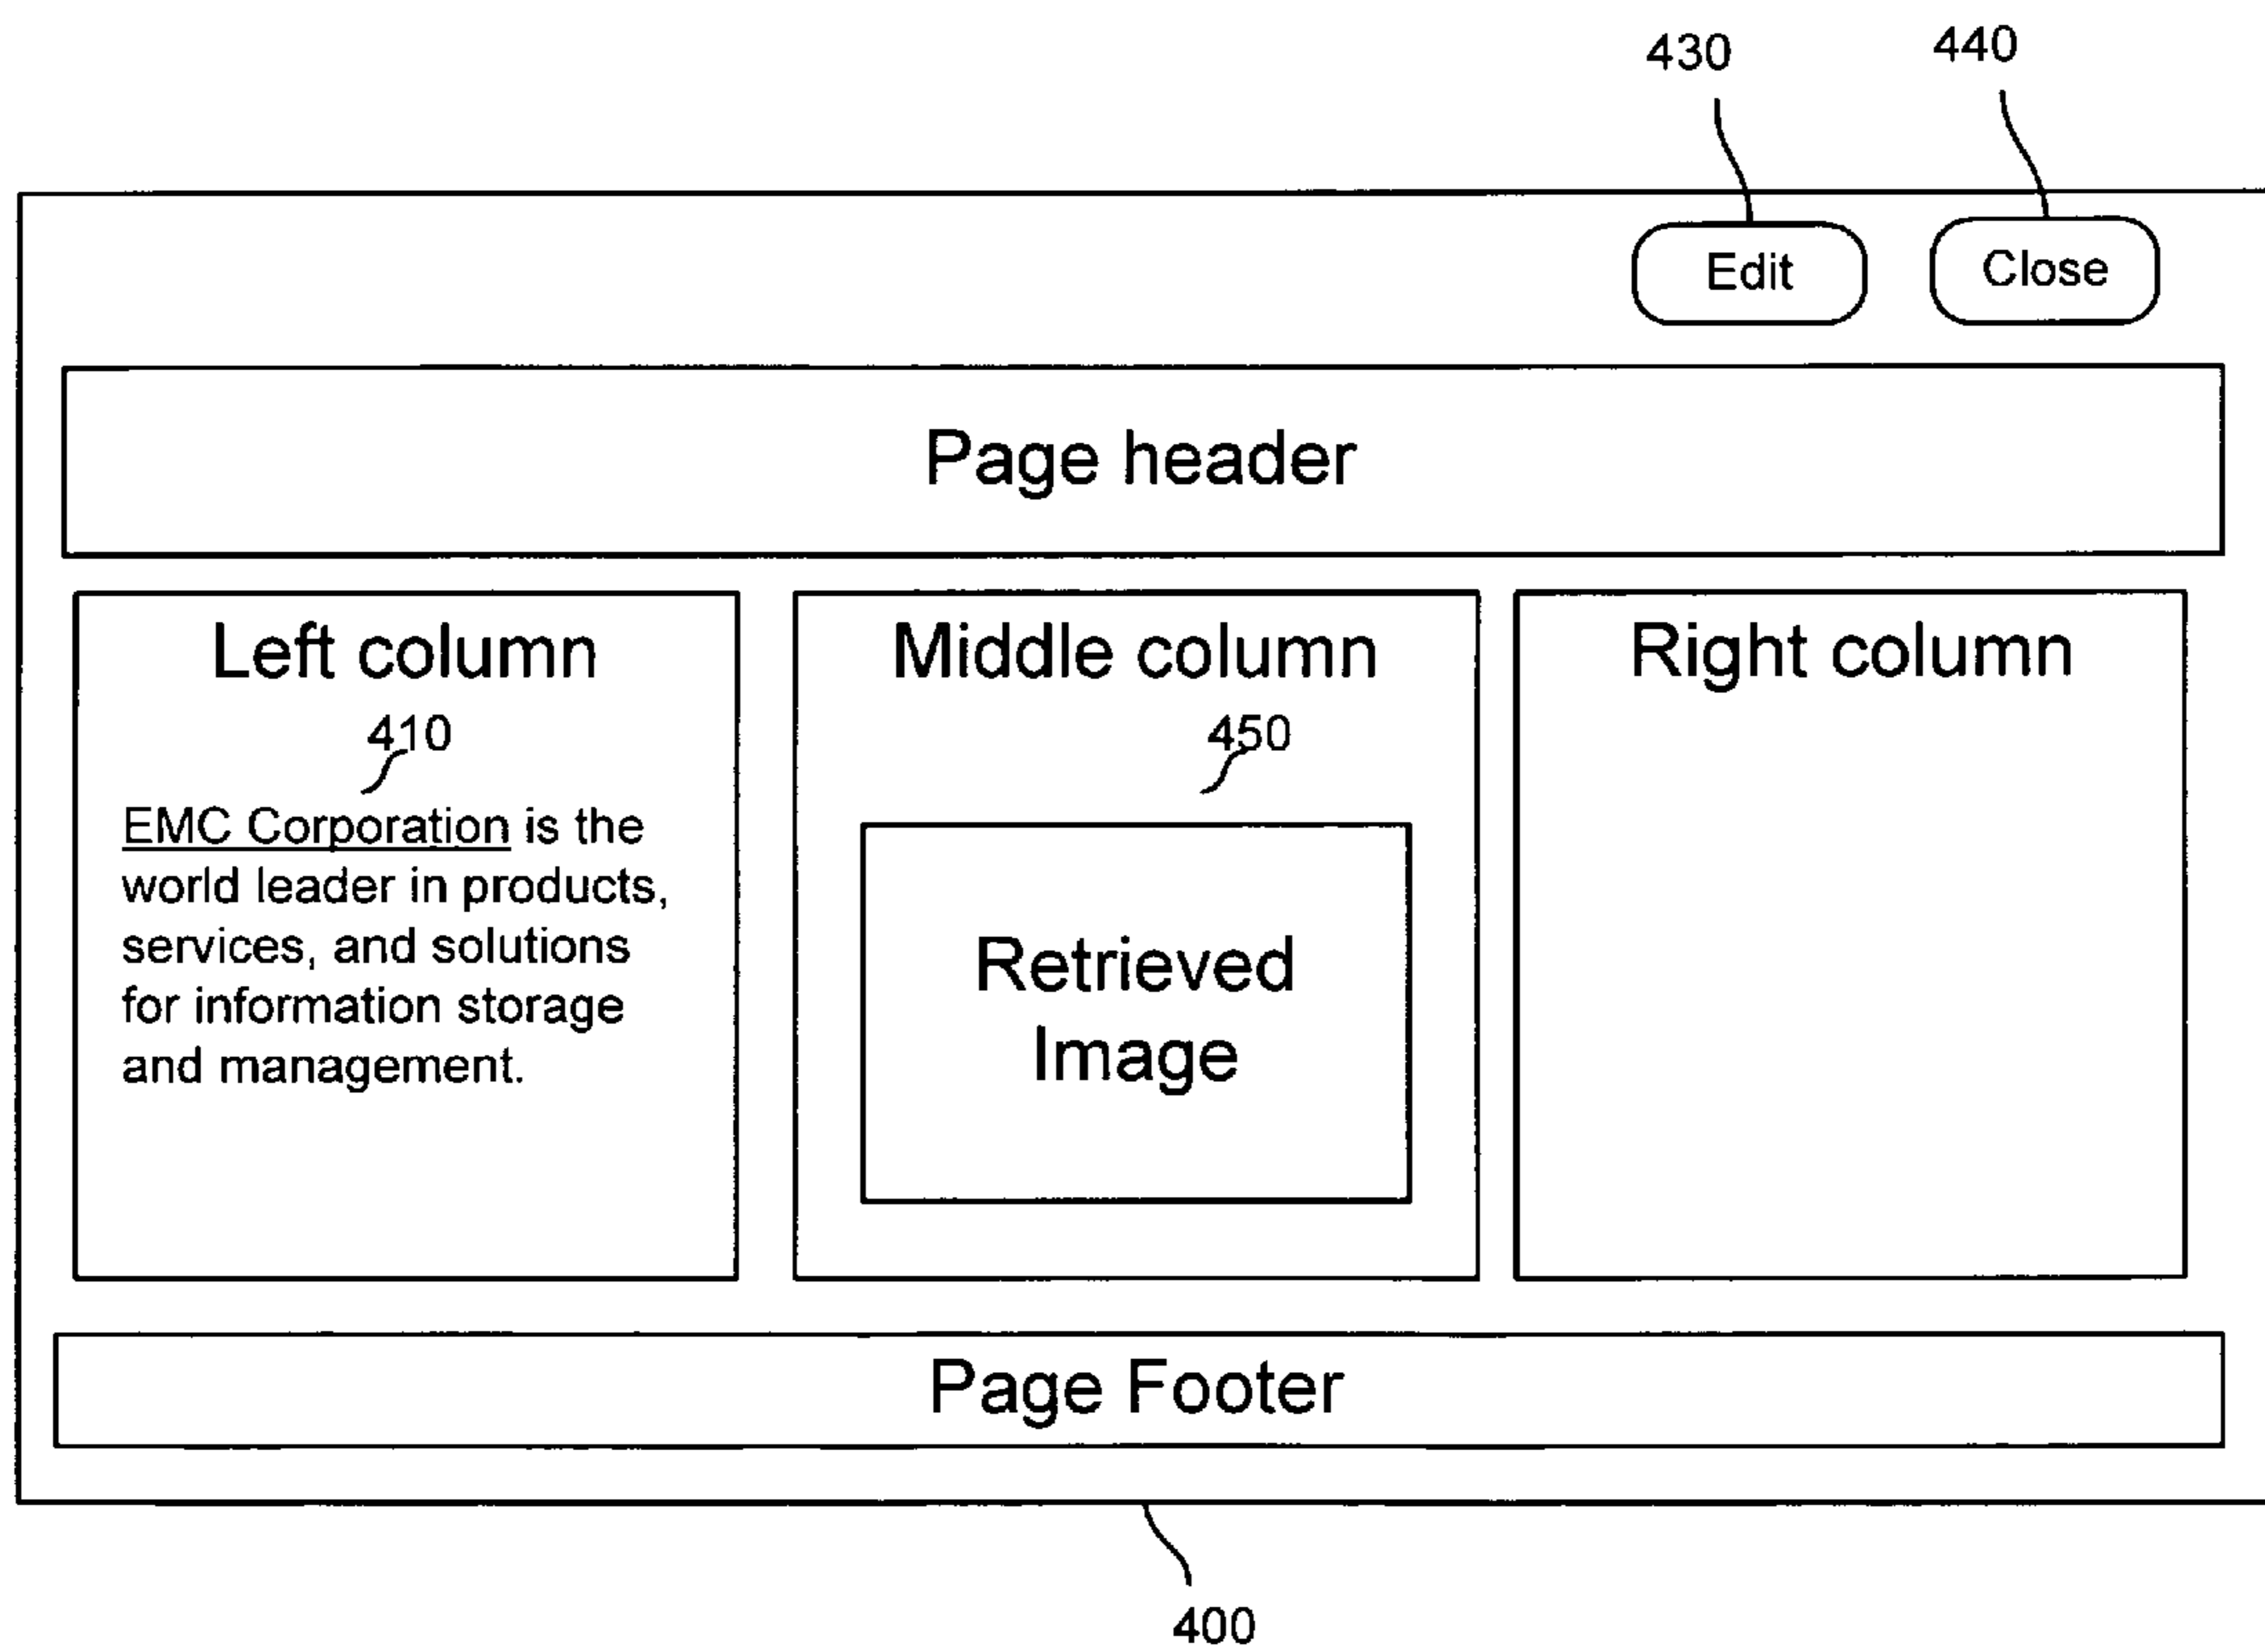 430
440
Edit
Close
Page header
Left column
410
EMC Corporation is the
world leader in products,
services, and solutions
for information storage
and management.
Middle column
450
Retrieved
Image
Right column
Page Footer
400